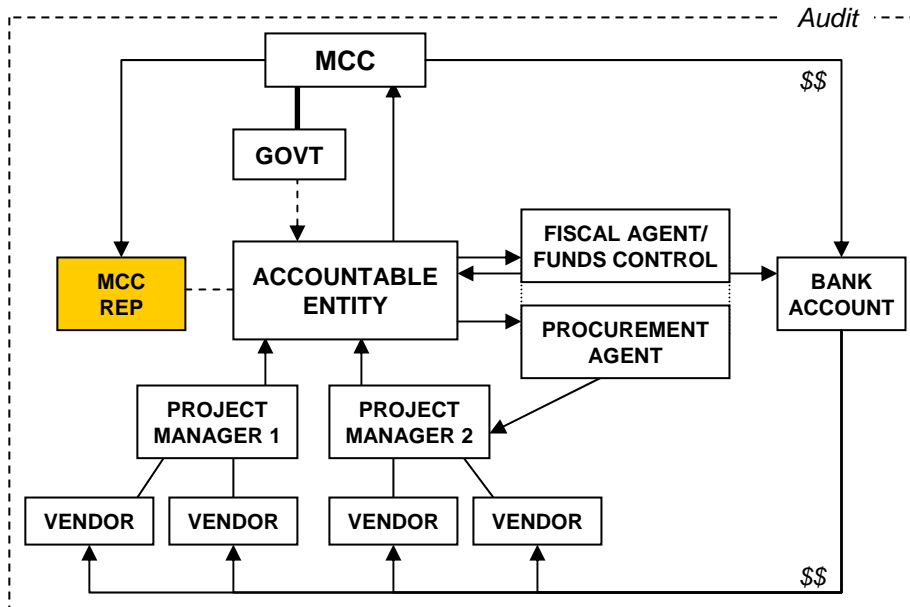 Audit
MCC
$$
GOVT
FISCAL AGENT/
FUNDS CONTROL
MCC
REP
ACCOUNTABLE
ENTITY
BANK
ACCOUNT
PROCUREMENT
AGENT
PROJECT
MANAGER 1
PROJECT
MANAGER 2
VENDOR
VENDOR
VENDOR
VENDOR
$$